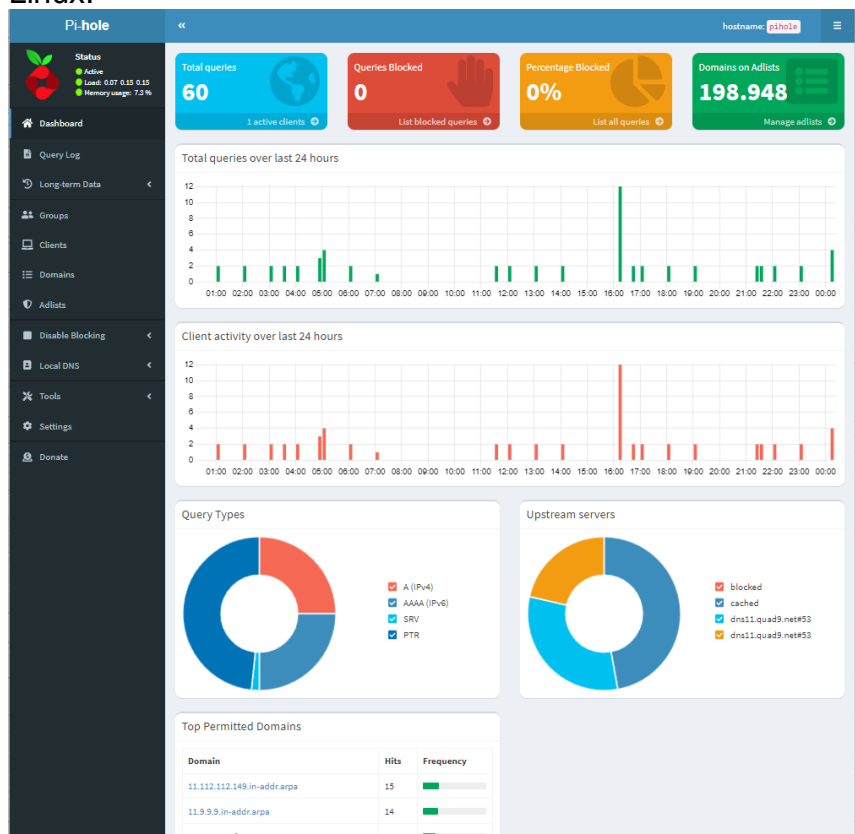 Linux.
Pi-hole
hostname: pihole
Status
Active
Load: 0.07 0.15 0.15
Memory usage: 7.3 %
Dashboard
Query Log
Long-term Data
Groups
Clients
Domains
Adlists
Disable Blocking
Local DNS
Tools
Settings
Donate
Total queries
60
1 active clients
Queries Blocked
0
List blocked queries
Percentage Blocked
0%
List all queries
Domains on Adlists
198.948
Manage adlists
Total queries over last 24 hours
12
10
8
6
4
2
0
01:00 02:00 03:00 04:00 05:00 06:00 07:00 08:00 09:00 10:00 11:00 12:00 13:00 14:00 15:00 16:00 17:00 18:00 19:00 20:00 21:00 22:00 23:00 00:00
Client activity over last 24 hours
12
10
8
6
4
2
0
01:00 02:00 03:00 04:00 05:00 06:00 07:00 08:00 09:00 10:00 11:00 12:00 13:00 14:00 15:00 16:00 17:00 18:00 19:00 20:00 21:00 22:00 23:00 00:00
Query Types
A (IPv4)
AAAA (IPv6)
SRV
PTR
Upstream servers
blocked
cached
dns11.quad9.net#53
dns11.quad9.net#53
Top Permitted Domains
Domain Hits Frequency
11.112.112.149.in-addr.arpa 15
11.9.9.9.in-addr.arpa 14